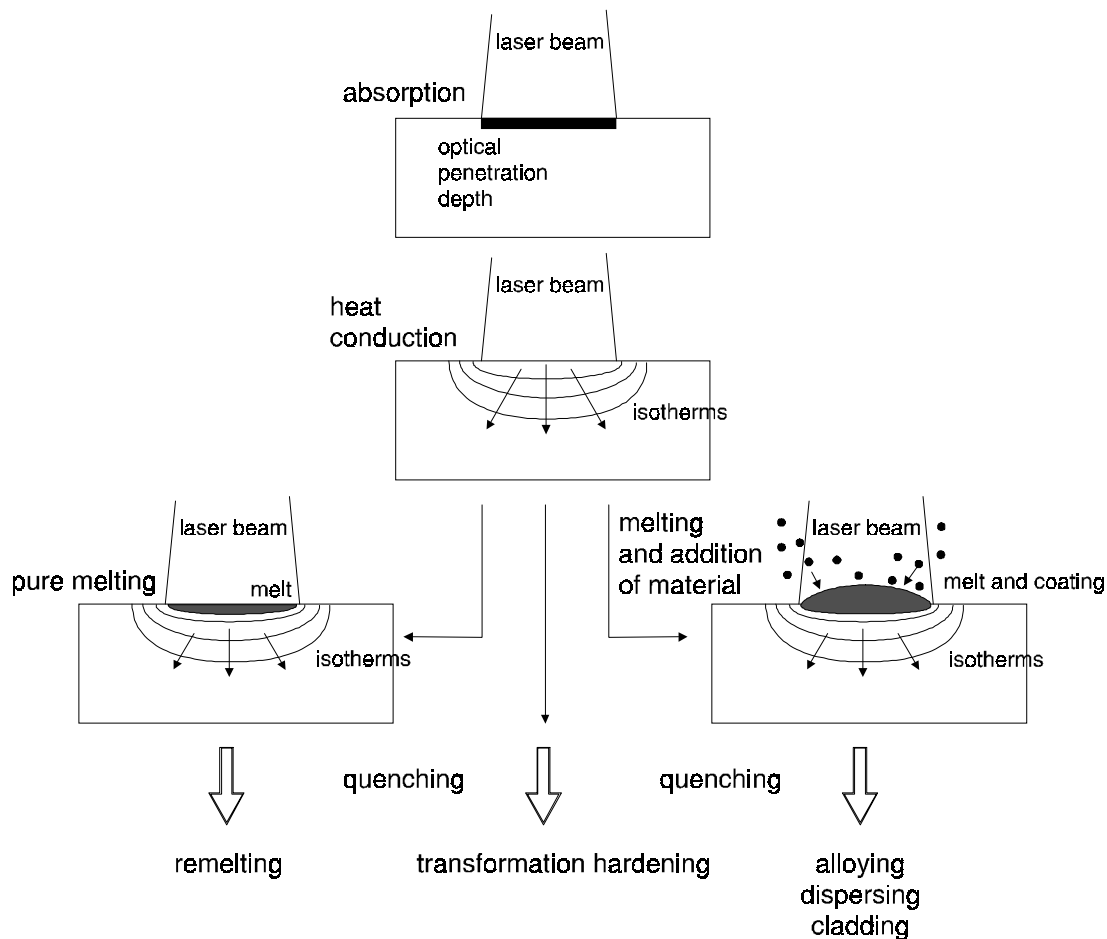 laser beam
absorption
optical
penetration
depth
laser beam
heat
conduction
isotherms
laser beam
pure melting
melt
isotherms
melting
and addition
of material
laser beam
melt and coating
isotherms
quenching
quenching
remelting
transformation hardening
alloying
dispersing
cladding